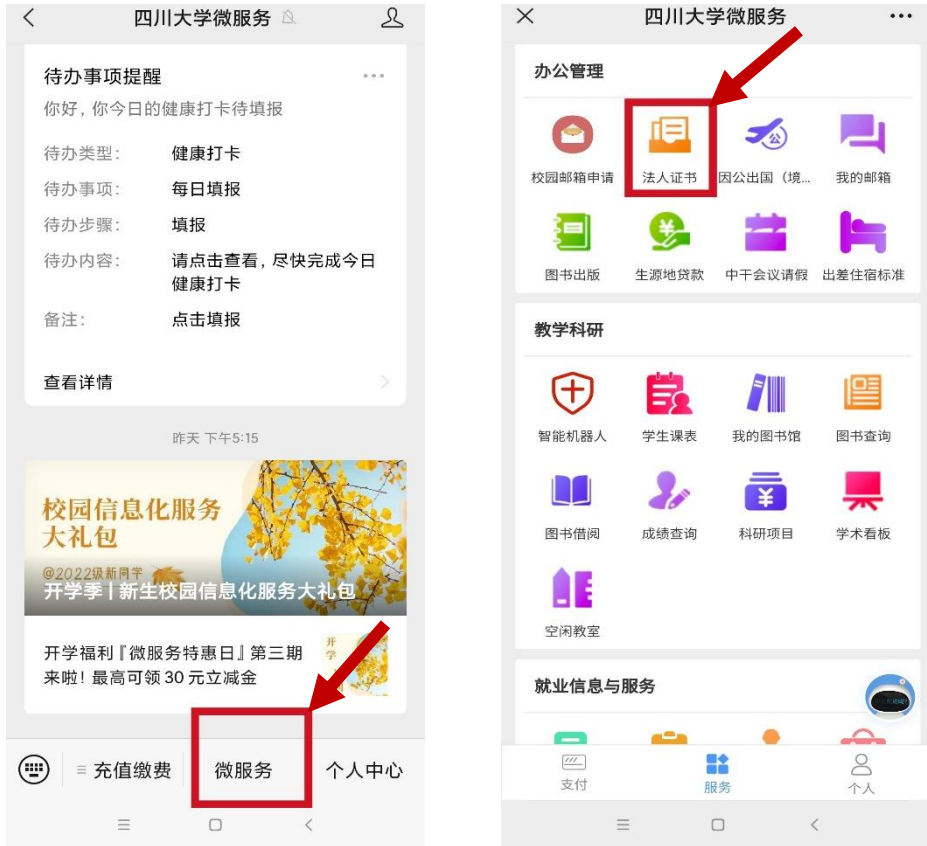 四川大学微服务
待办事项提醒
你好，你今日的健康打卡待填报
待办类型： 健康打卡
待办事项： 每日填报
待办步骤： 填报
待办内容： 请点击查看，尽快完成今日
健康打卡
备注： 点击填报
查看详情
昨天 下午5:15
校园信息化服务
大礼包
@2022级新同学
开学季 | 新生校园信息化服务大礼包
开学福利『微服务特惠日』第三期
来啦！最高可领 30 元立减金
开
学
充值缴费 微服务 个人中心
四川大学微服务
办公管理
校园邮箱申请 法人证书 因公出国（境... 我的邮箱
公
图书出版 生源地贷款 中干会议请假 出差住宿标准
教学科研
智能机器人 学生课表 我的图书馆 图书查询
图书借阅 成绩查询 科研项目 学术看板
空闲教室
就业信息与服务
支付 服务 个人